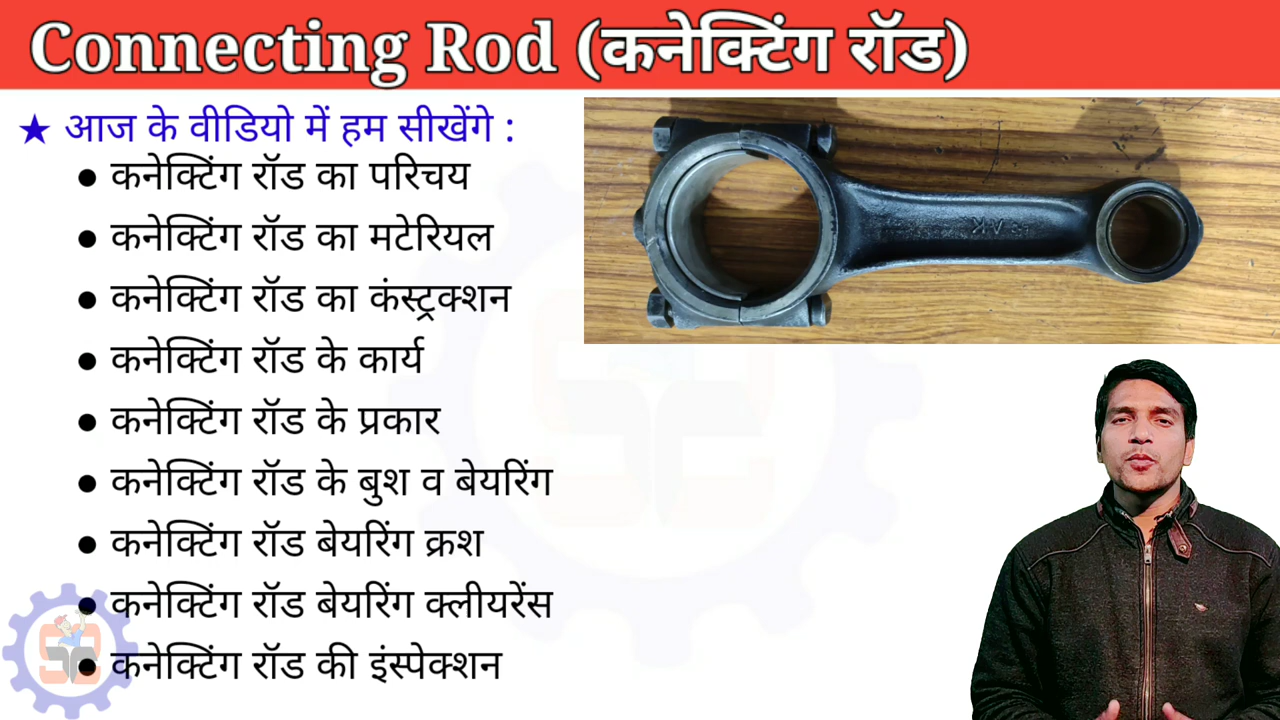 Connecting Rod (कनेक्टिंग रॉड)
★ आज के वीडियो में हम सीखेंगे :
● कनेक्टिंग रॉड का परिचय
● कनेक्टिंग रॉड का मटेरियल
● कनेक्टिंग रॉड का कंस्ट्रक्शन
● कनेक्टिंग रॉड के कार्य
● कनेक्टिंग रॉड के प्रकार
● कनेक्टिंग रॉड के बुश व बेयरिंग
● कनेक्टिंग रॉड बेयरिंग क्रश
● कनेक्टिंग रॉड बेयरिंग क्लीयरेंस
● कनेक्टिंग रॉड की इंस्पेक्शन